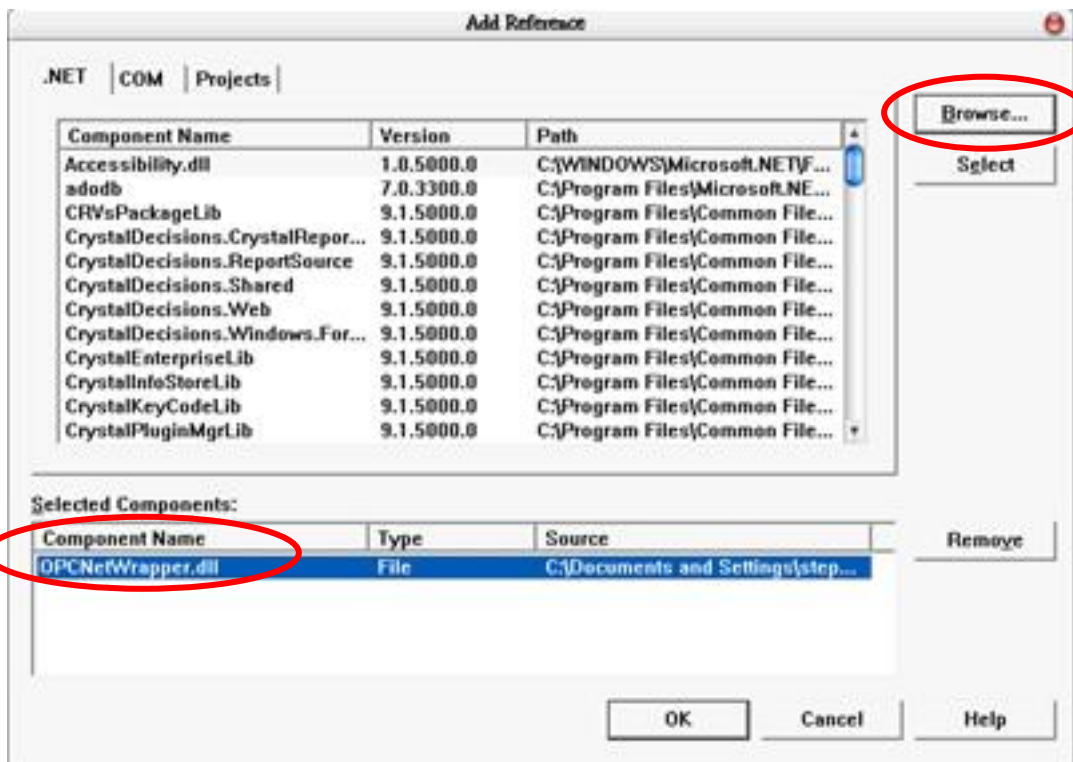 Add Reference
.NET COM Projects
Browse...
Select
Component Name Version Path
Accessibility.dll 1.0.5000.0 C:\WINDOWS\Microsoft.NET\F...
adodb 7.0.3300.0 C:\Program Files\Microsoft.NE...
CRVsPackageLib 9.1.5000.0 C:\Program Files\Common File...
CrystalDecisions.CrystalRepor... 9.1.5000.0 C:\Program Files\Common File...
CrystalDecisions.ReportSource 9.1.5000.0 C:\Program Files\Common File...
CrystalDecisions.Shared 9.1.5000.0 C:\Program Files\Common File...
CrystalDecisions.Web 9.1.5000.0 C:\Program Files\Common File...
CrystalDecisions.Windows.For... 9.1.5000.0 C:\Program Files\Common File...
CrystalEnterpriseLib 9.1.5000.0 C:\Program Files\Common File...
CrystalInfoStoreLib 9.1.5000.0 C:\Program Files\Common File...
CrystalKeyCodeLib 9.1.5000.0 C:\Program Files\Common File...
CrystalPluginMgrLib 9.1.5000.0 C:\Program Files\Common File...
Selected Components:
Component Name Type Source
OPCNetWrapper.dll File C:\Documents and Settings\step...
Remove
OK Cancel Help